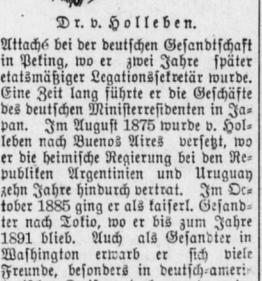 Dr. v. Holleben.
Attaché bei der deutschen Gesandtschaft
in Peking, wo er zwei Jahre später
etatsmäßiger Legationssekretär wurde.
Eine Zeit lang führte er die Geschäfte
des deutschen Ministerresidenten in Ja=
pan. Im August 1875 wurde v. Hol=
leben nach Buenos Aires versetzt, wo
er die heimische Regierung bei den Re=
publiken Argentinien und Uruguay
zehn Jahre hindurch vertrat. Im Oc=
tober 1885 ging er als kaiserl. Gesand=
ter nach Tokio, wo er bis zum Jahre
1891 blieb. Auch als Gesandter in
Washington erwarb er sich viele
Freunde, besonders in deutsch=ameri=